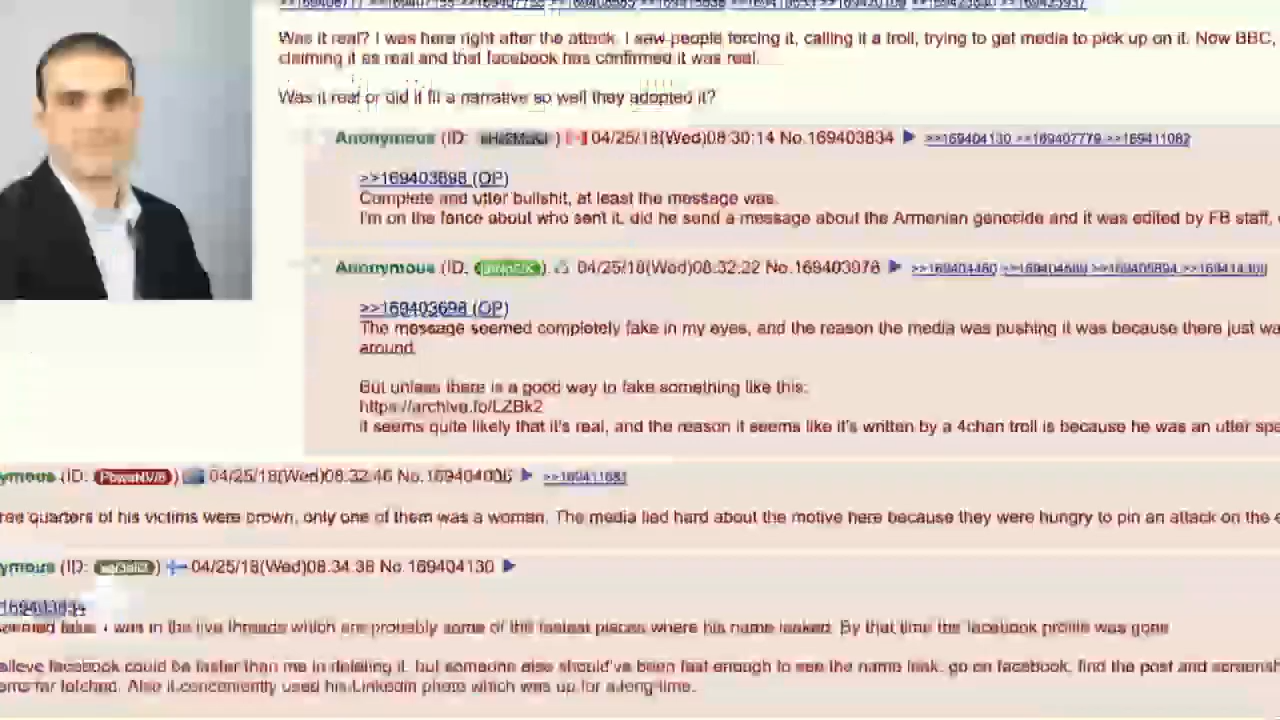 Was it real? I was here right after the attack. I saw people forcing it, calling it a troll, trying to get media to pick up on it. Now BBC,
claiming it as real and that facebook has confirmed it was real.
Was it real or did it fit a narrative so well they adopted it?
Anonymous (ID: ) 04/25/18(Wed)08:30:14 No.169403834 ▶ >>169404130 >>169407779 >>169411082
>>169403698 (OP)
Complete and utter bullshit, at least the message was.
I'm on the fence about who sent it, did he send a message about the Armenian genocide and it was edited by FB staff,
Anonymous (ID: ) 04/25/18(Wed)08:32:22 No.169403978 ▶
>>169403698 (OP)
The message seemed completely fake in my eyes, and the reason the media was pushing it was because there just wa
around.
But unless there is a good way to fake something like this:
https://archive.fo/LZBk2
it seems quite likely that it's real, and the reason it seems like it's written by a 4chan troll is because he was an utter spe
ymous (ID: ) 04/25/18(Wed)08:32:46 No.169404006 ▶
ree quarters of his victims were brown, only one of them was a woman. The media lied hard about the motive here because they were hungry to pin an attack on the
ymous (ID: ) 04/25/18(Wed)08:34:38 No.169404130 ▶
was in the live threads which are probably some of the fastest places where his name leaked. By that time the facebook profile was gone
elieve facebook could be faster than me in deleting it, but someone else should've been fast enough to see the name leak, go on facebook, find the post and screensh
ems far fetched. Also it conveniently used his LinkedIn photo which was up for a long time.